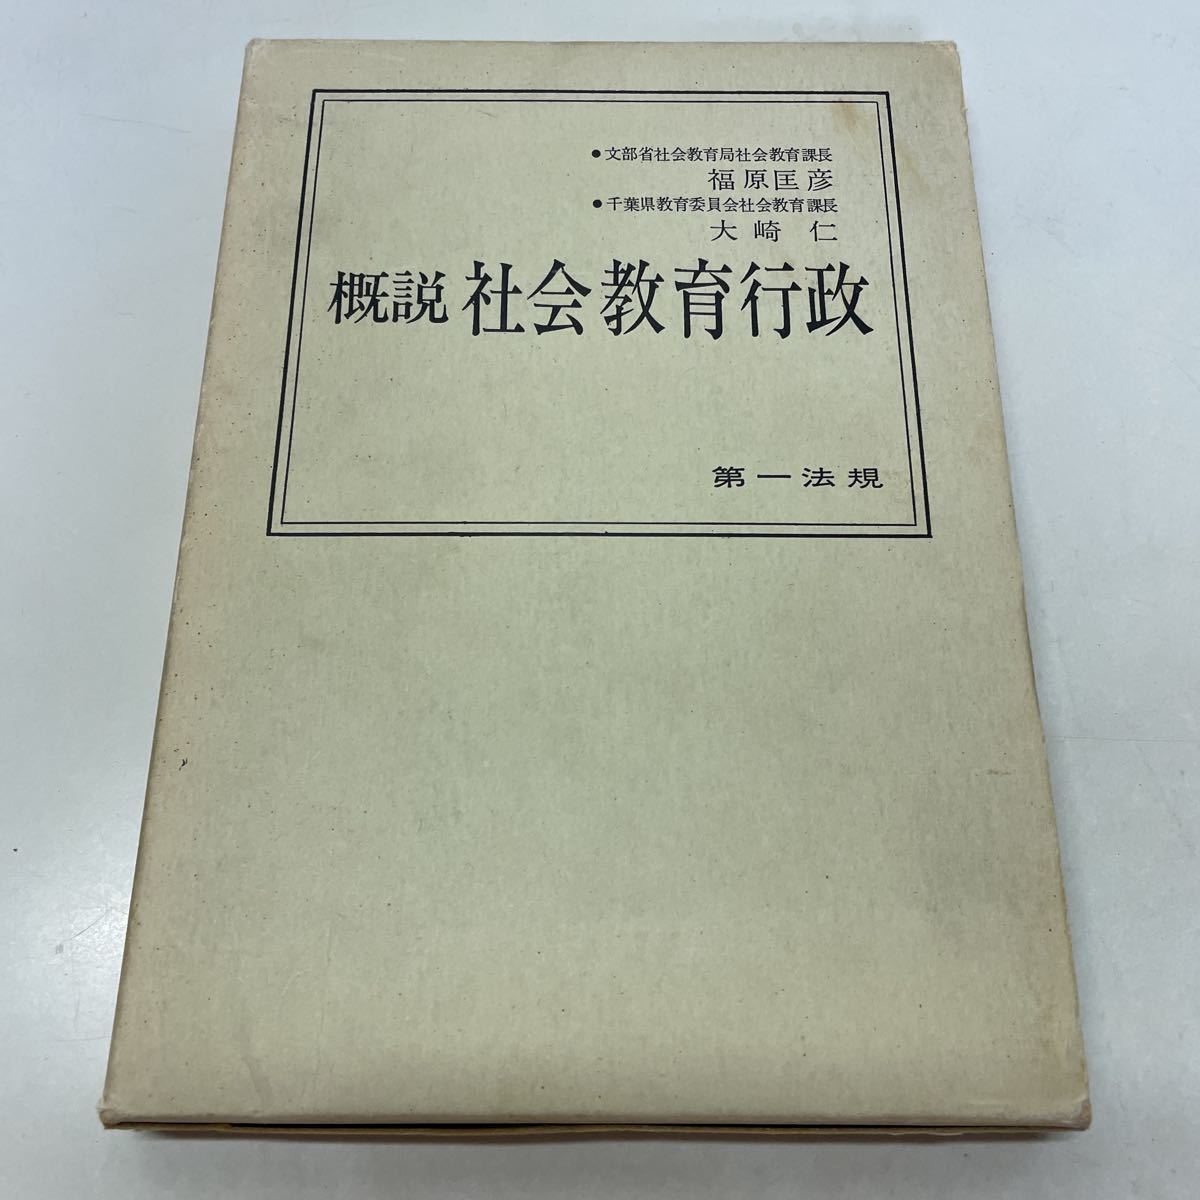 ●文部省社会教育局社会教育課長
福原匡彦
●千葉県教育委員会社会教育課長
大崎 仁
概説 社会教育行政
第一法規